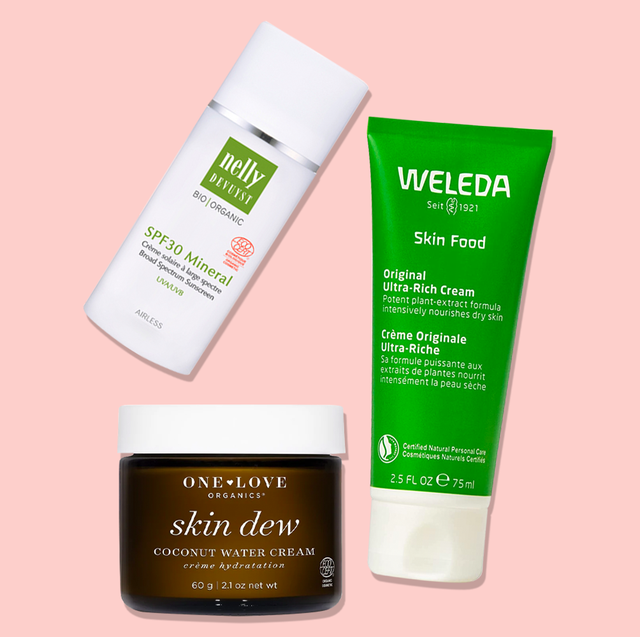 nelly
DEVUYST
BIO | ORGANIC
SPF30 Mineral
Crème solaire à large spectre
Broad Spectrum Sunscreen
UVA/UVB
ECO
CERT
AIRLESS
WELEDA
Seit 1921
Skin Food
Original
Ultra-Rich Cream
Potent plant-extract formula
intensively nourishes dry skin
Crème Originale
Ultra-Riche
Sa formule puissante aux
extraits de plantes nourrit
intensément la peau sèche
Certified Natural Personal Care
Cosmétiques Naturels Certifiés
2.5 FL OZ ℮ 75 ml
ONE♥LOVE
ORGANICS®
skin dew
COCONUT WATER CREAM
crème hydratation
60 g | 2.1 oz net wt